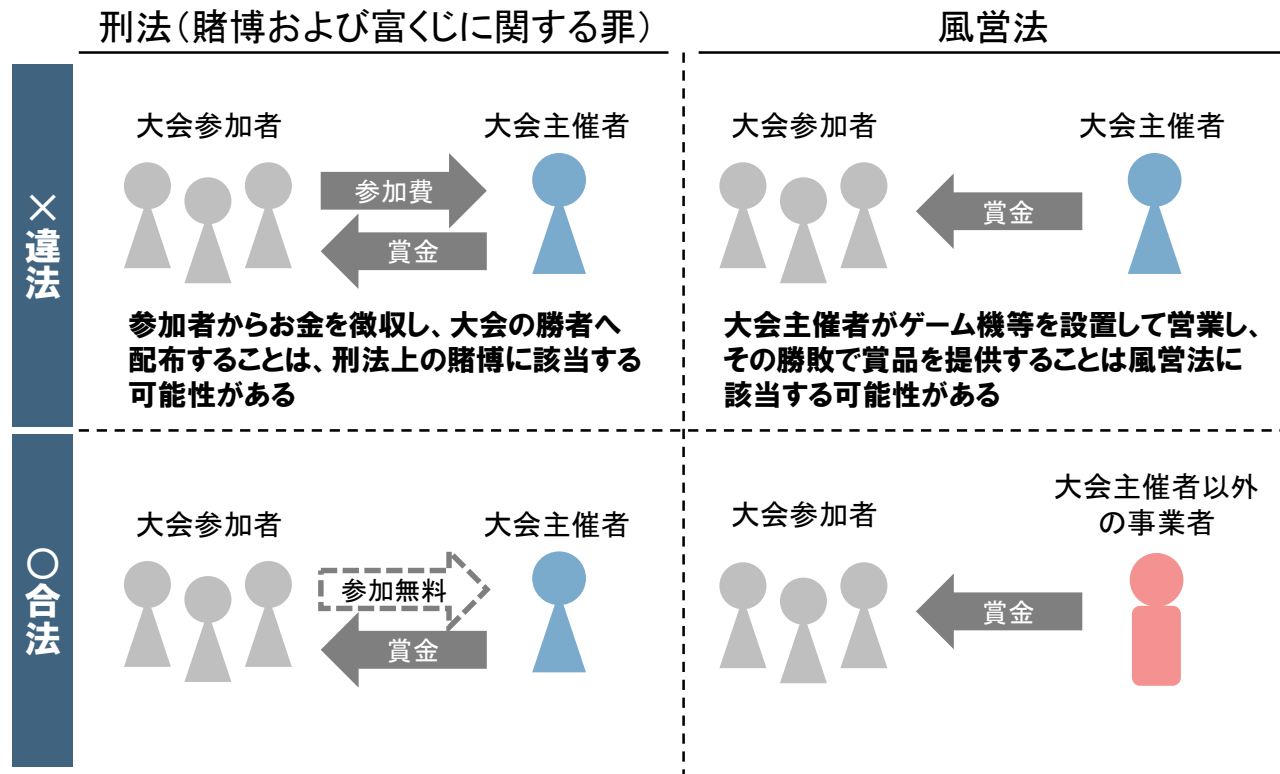 刑法(賭博および富くじに関する罪)
風営法
×違法
大会参加者
大会主催者
参加費
賞金
参加者からお金を徴収し、大会の勝者へ
配布することは、刑法上の賭博に該当する
可能性がある
大会参加者
大会主催者
賞金
大会主催者がゲーム機等を設置して営業し、
その勝敗で賞品を提供することは風営法に
該当する可能性がある
〇合法
大会参加者
大会主催者
参加無料
賞金
大会参加者
大会主催者以外
の事業者
賞金